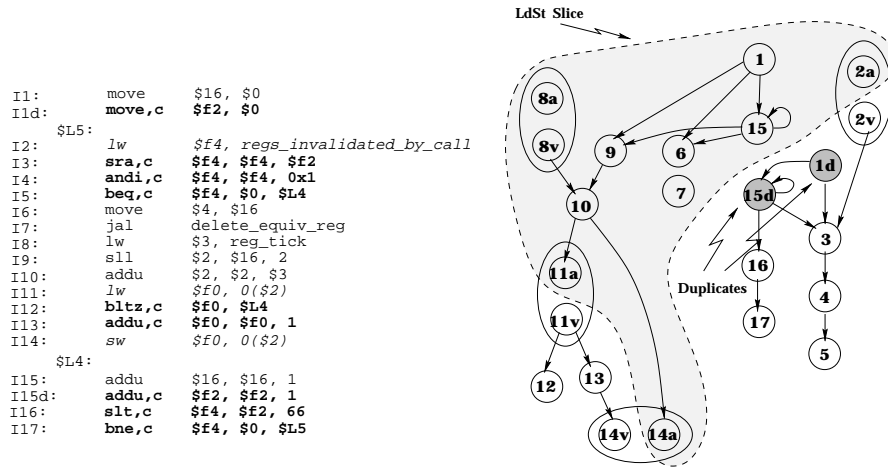 I1: move $16, $0
I1d: move,c $f2, $0
$L5:
I2: lw $f4, regs_invalidated_by_call
I3: sra,c $f4, $f4, $f2
I4: andi,c $f4, $f4, 0x1
I5: beq,c $f4, $0, $L4
I6: move $4, $16
I7: jal delete_equiv_reg
I8: lw $3, reg_tick
I9: sll $2, $16, 2
I10: addu $2, $2, $3
I11: lw $f0, 0($2)
I12: bltz,c $f0, $L4
I13: addu,c $f0, $f0, 1
I14: sw $f0, 0($2)
$L4:
I15: addu $16, $16, 1
I15d: addu,c $f2, $f2, 1
I16: slt,c $f4, $f2, 66
I17: bne,c $f4, $0, $L5
LdSt Slice
1
2a
8a
2v
15
8v
9
6
1d
7
15d
10
3
16
11a
Duplicates
4
11v
17
5
12
13
14v
14a